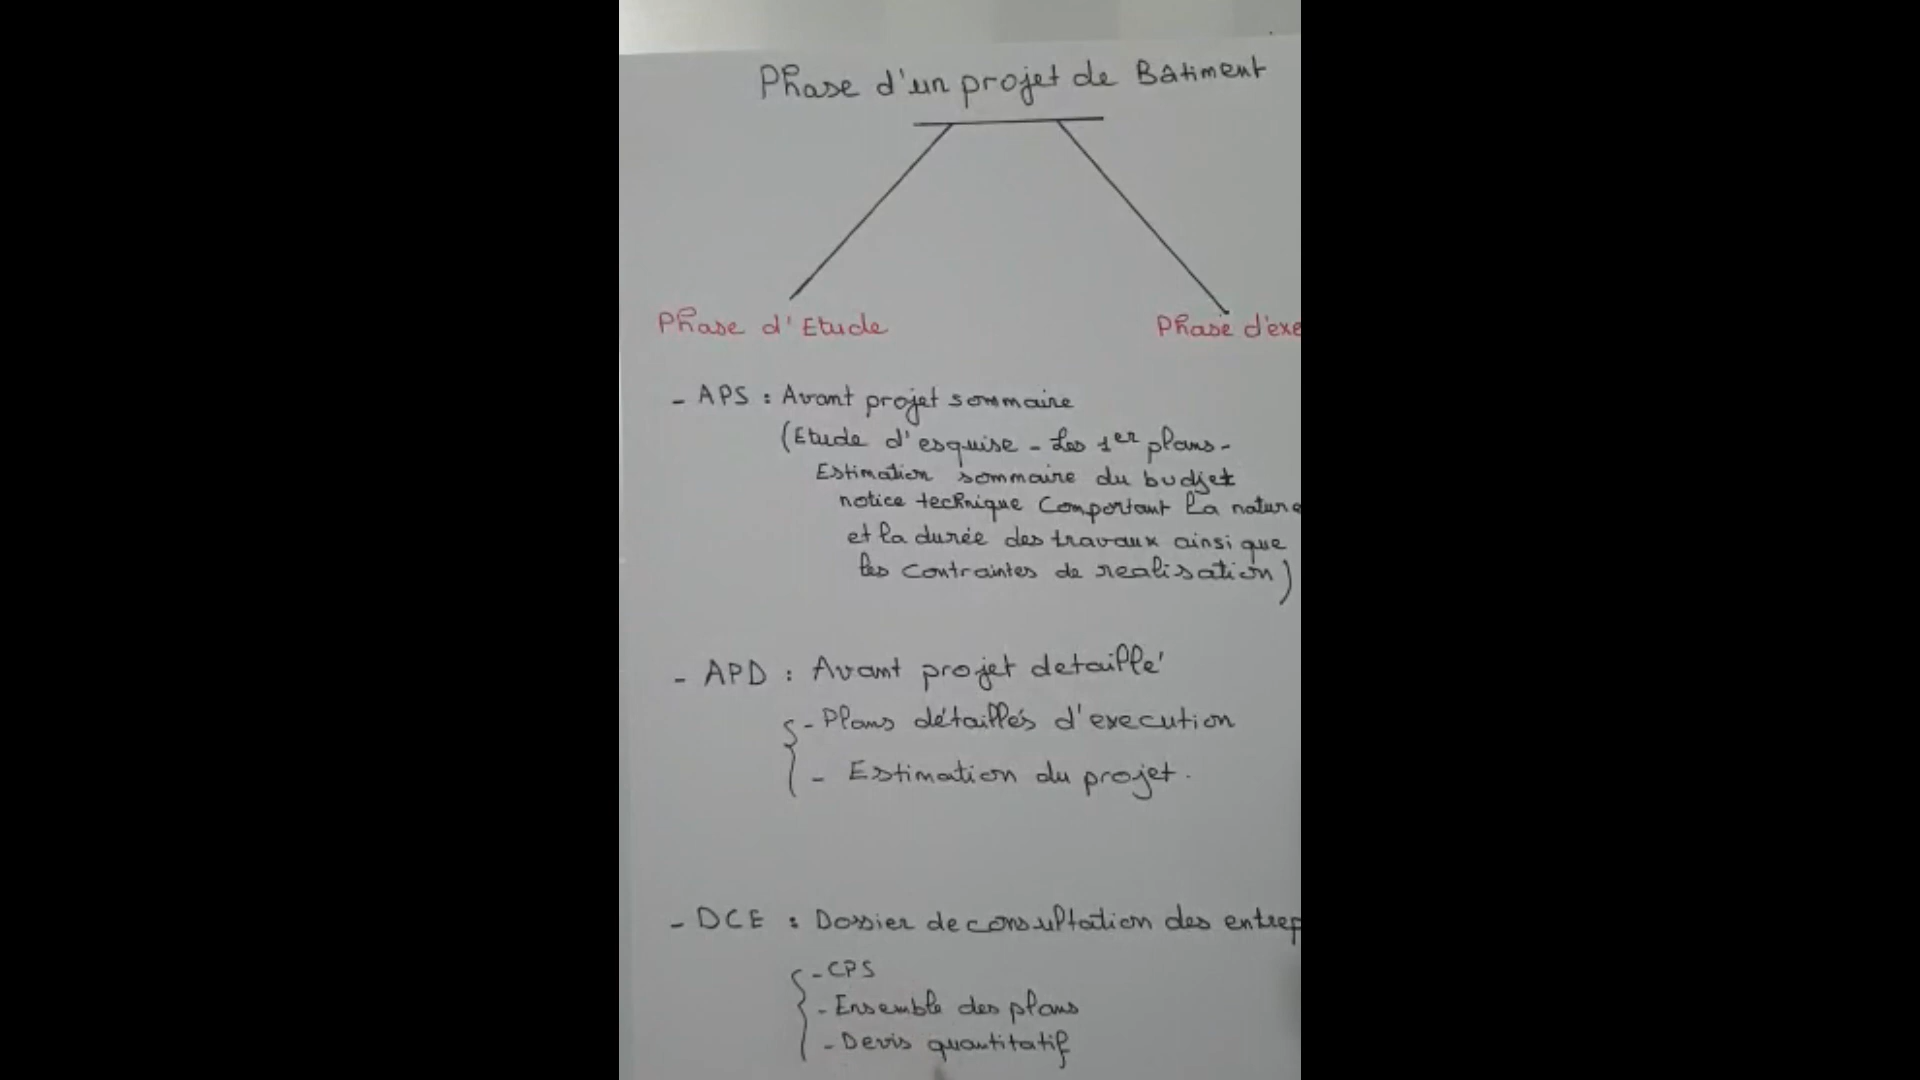 Phase d'un projet de Bâtiment
Phase d'Etude
Phase d'exe
- APS : Avant projet sommaire
(Etude d'esquise - Les 1er plans -
Estimation sommaire du budjet
notice technique Comportant la nature
et la durée des travaux ainsi que
les contraintes de realisation)
- APD : Avant projet detaillé
- Plans détaillés d'execution
- Estimation du projet.
- DCE : Dossier de consultation des entrep
- CPS
- Ensemble des plans
- Devis quantitatif